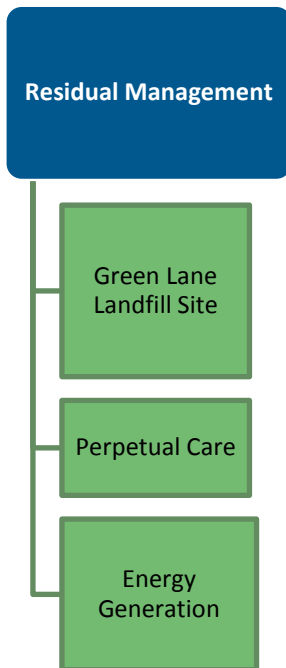 Residual Management
Green Lane
Landfill Site
Perpetual Care
Energy
Generation